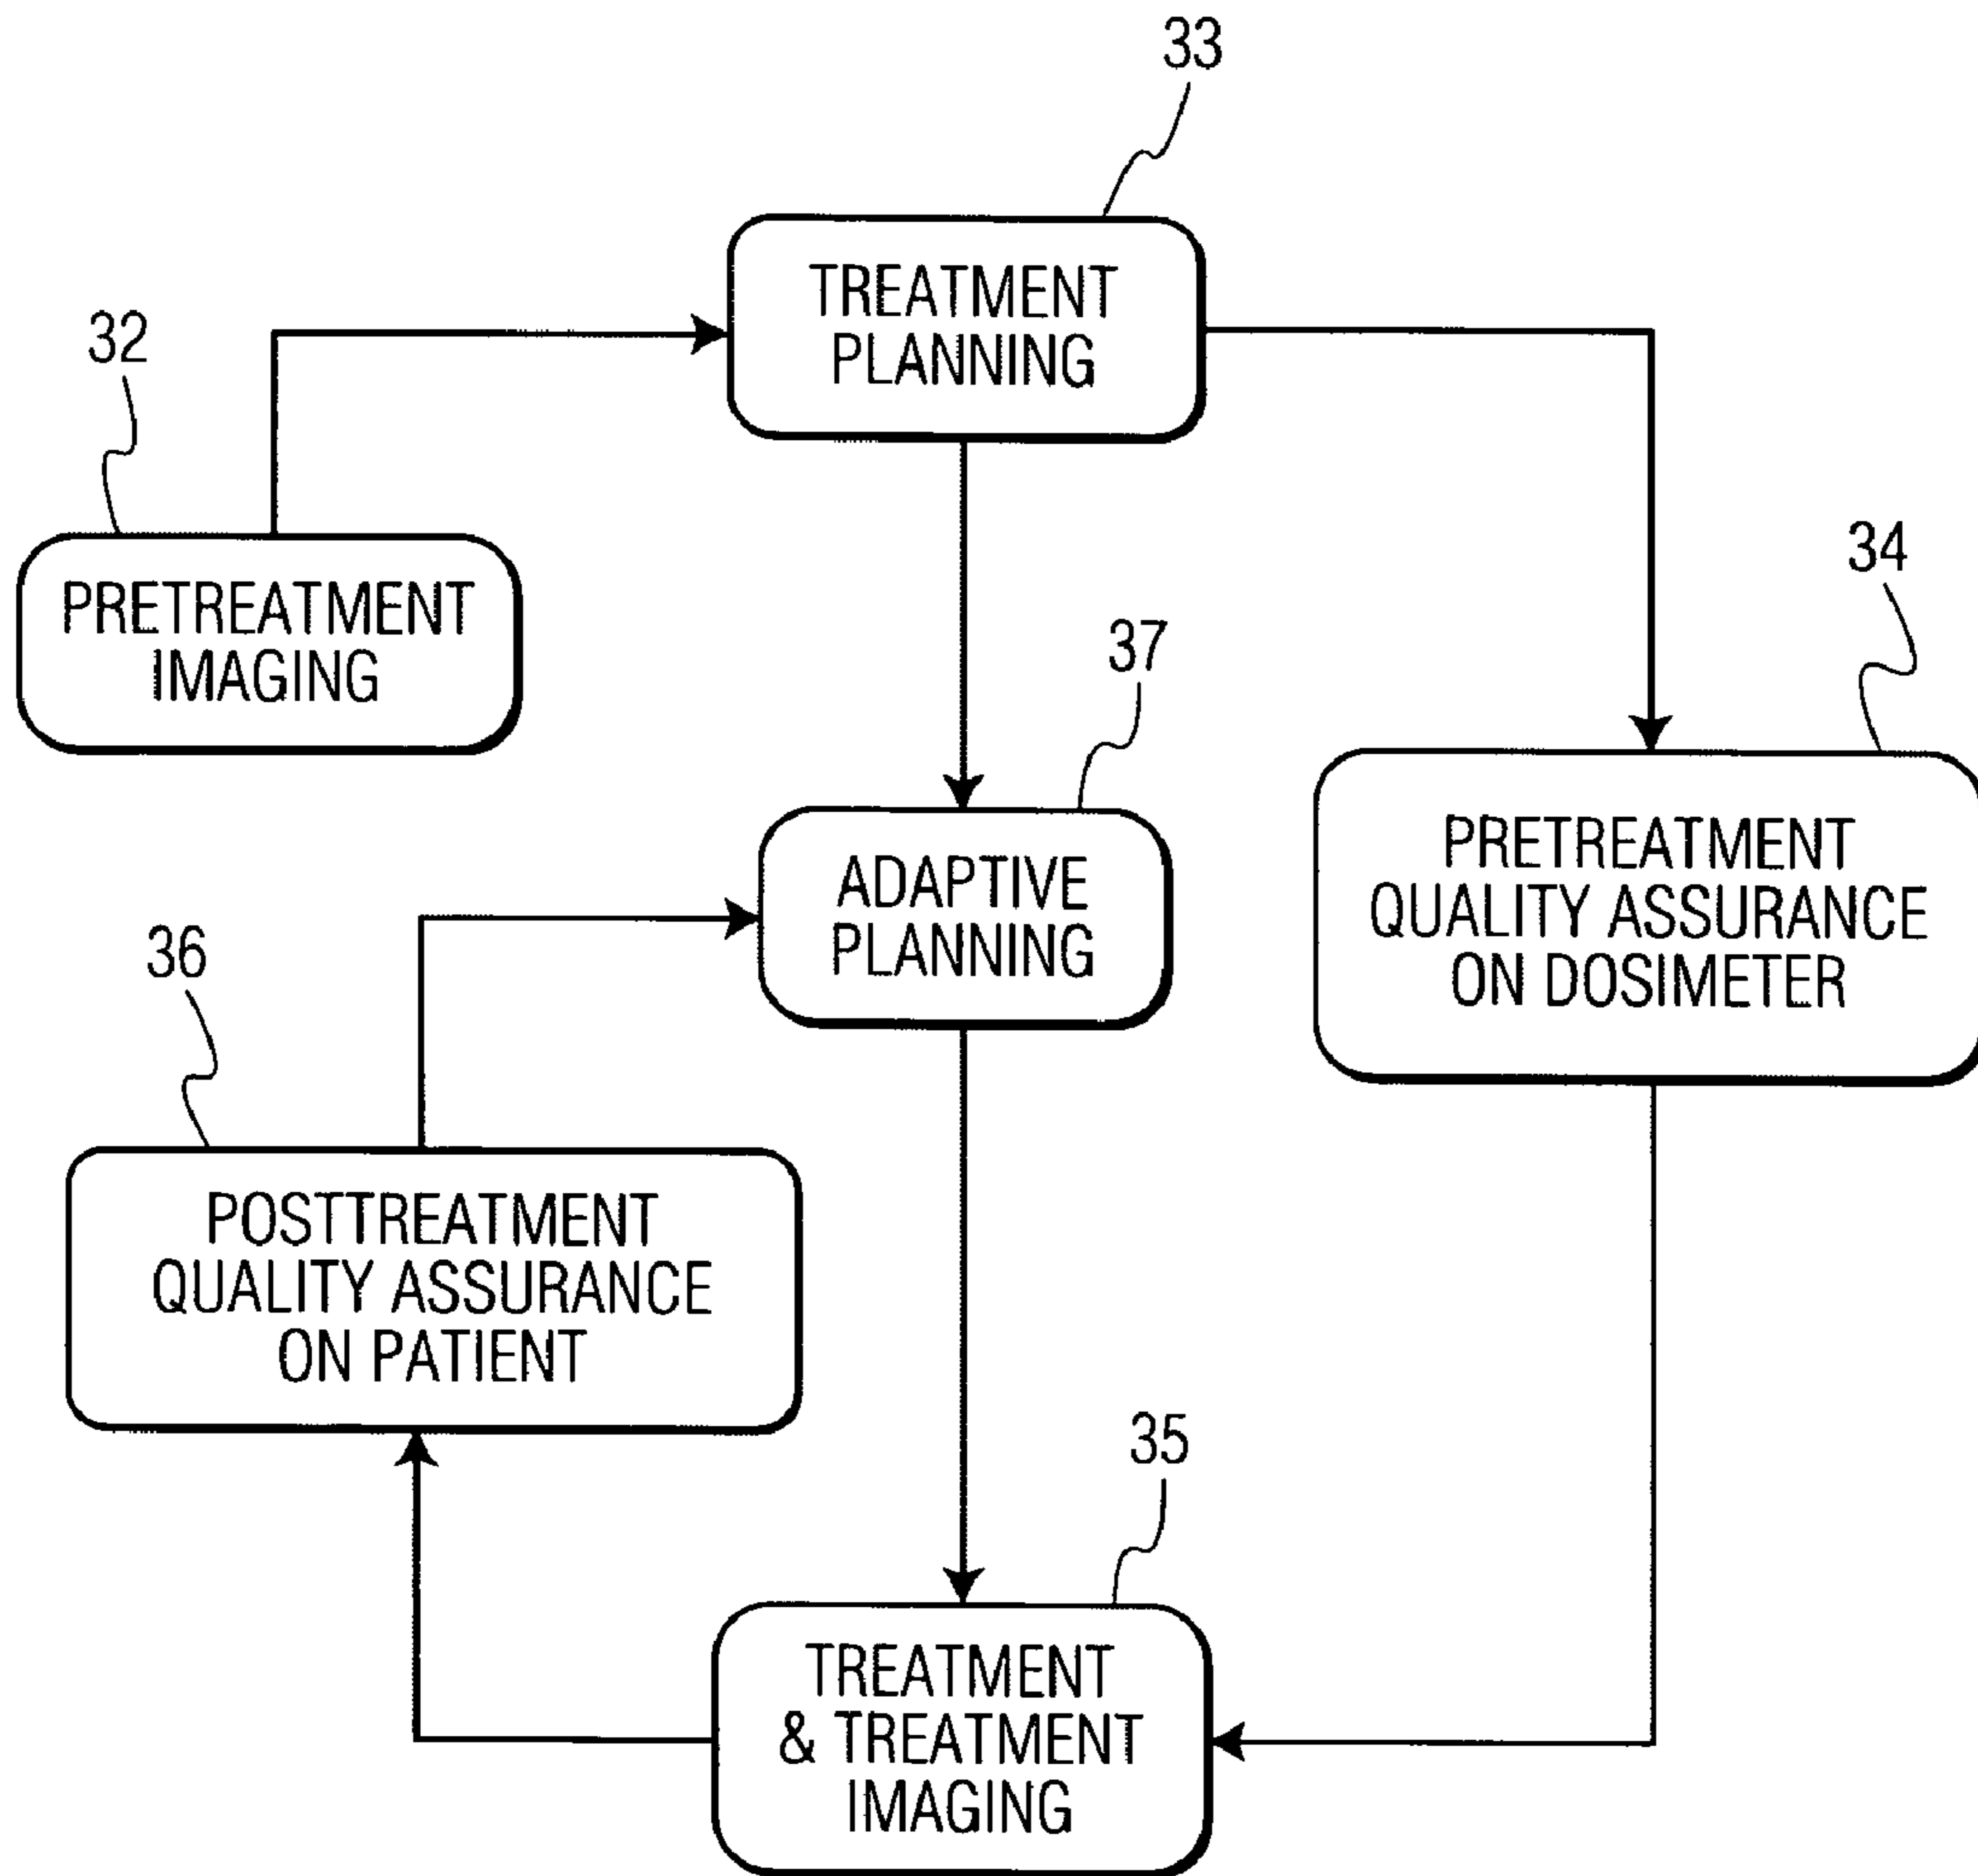 33
TREATMENT
PLANNING
32
PRETREATMENT
IMAGING
34
PRETREATMENT
QUALITY ASSURANCE
ON DOSIMETER
37
ADAPTIVE
PLANNING
36
POSTTREATMENT
QUALITY ASSURANCE
ON PATIENT
35
TREATMENT
& TREATMENT
IMAGING